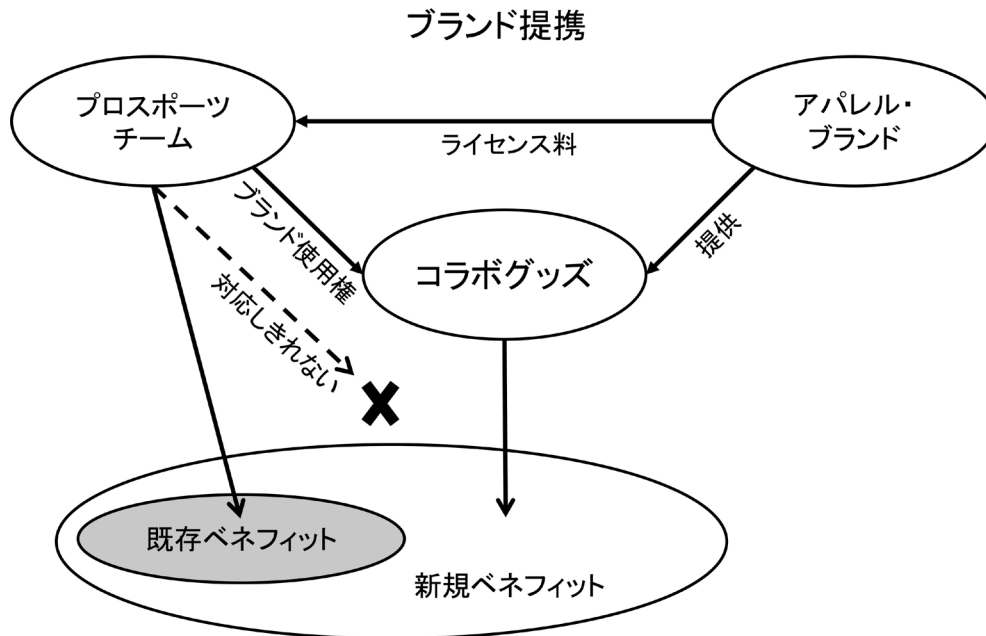 ブランド提携
プロスポーツ
チーム
アパレル・
ブランド
ライセンス料
ブランド使用権
提供
コラボグッズ
対応しきれない
既存ベネフィット
新規ベネフィット